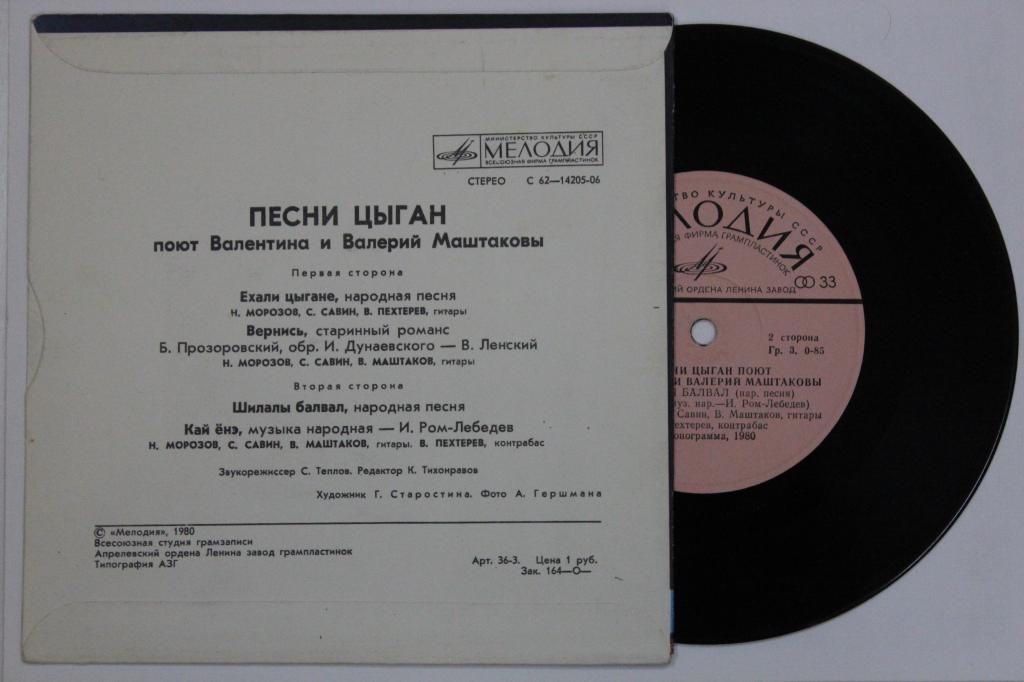 МИНИСТЕРСТВО КУЛЬТУРЫ СССР
МЕЛОДИЯ
ВСЕСОЮЗНАЯ ФИРМА ГРАМПЛАСТИНОК
СТЕРЕО С 62—14205-06
ПЕСНИ ЦЫГАН
поют Валентина и Валерий Маштаковы
Первая сторона
Ехали цыгане, народная песня
Н. МОРОЗОВ, С. САВИН, В. ПЕХТЕРЕВ, гитары
Вернись, старинный романс
Б. Прозоровский, обр. И. Дунаевского — В. Ленский
Н. МОРОЗОВ, С. САВИН, В. МАШТАКОВ, гитары
Вторая сторона
Шилалы балвал, народная песня
Кай ёнэ, музыка народная — И. Ром-Лебедев
Н. МОРОЗОВ, С. САВИН, В. МАШТАКОВ, гитары. В. ПЕХТЕРЕВ, контрабас
Звукорежиссер С. Теплов. Редактор К. Тихонравов
Художник Г. Старостина. Фото А. Гершмана
© «Мелодия», 1980
Всесоюзная студия грамзаписи
Апрелевский ордена Ленина завод грампластинок
Типография АЗГ
Арт. 36-3. Цена 1 руб.
Зак. 164—О—
ТВО КУЛЬТУРЫ СССР
ЛОДИЯ
Я ФИРМА ГРАМПЛАСТИНОК
ИЙ ОРДЕНА ЛЕНИНА ЗАВОД
33
2 сторона
Гр. 3. 0-85
НИ ЦЫГАН ПОЮТ
И ВАЛЕРИЙ МАШТАКОВЫ
БАЛВАЛ (нар. песня)
уз. нар.—И. Ром-Лебедев)
Савин, В. Маштаков, гитары
ехтерев, контрабас
онограмма, 1980